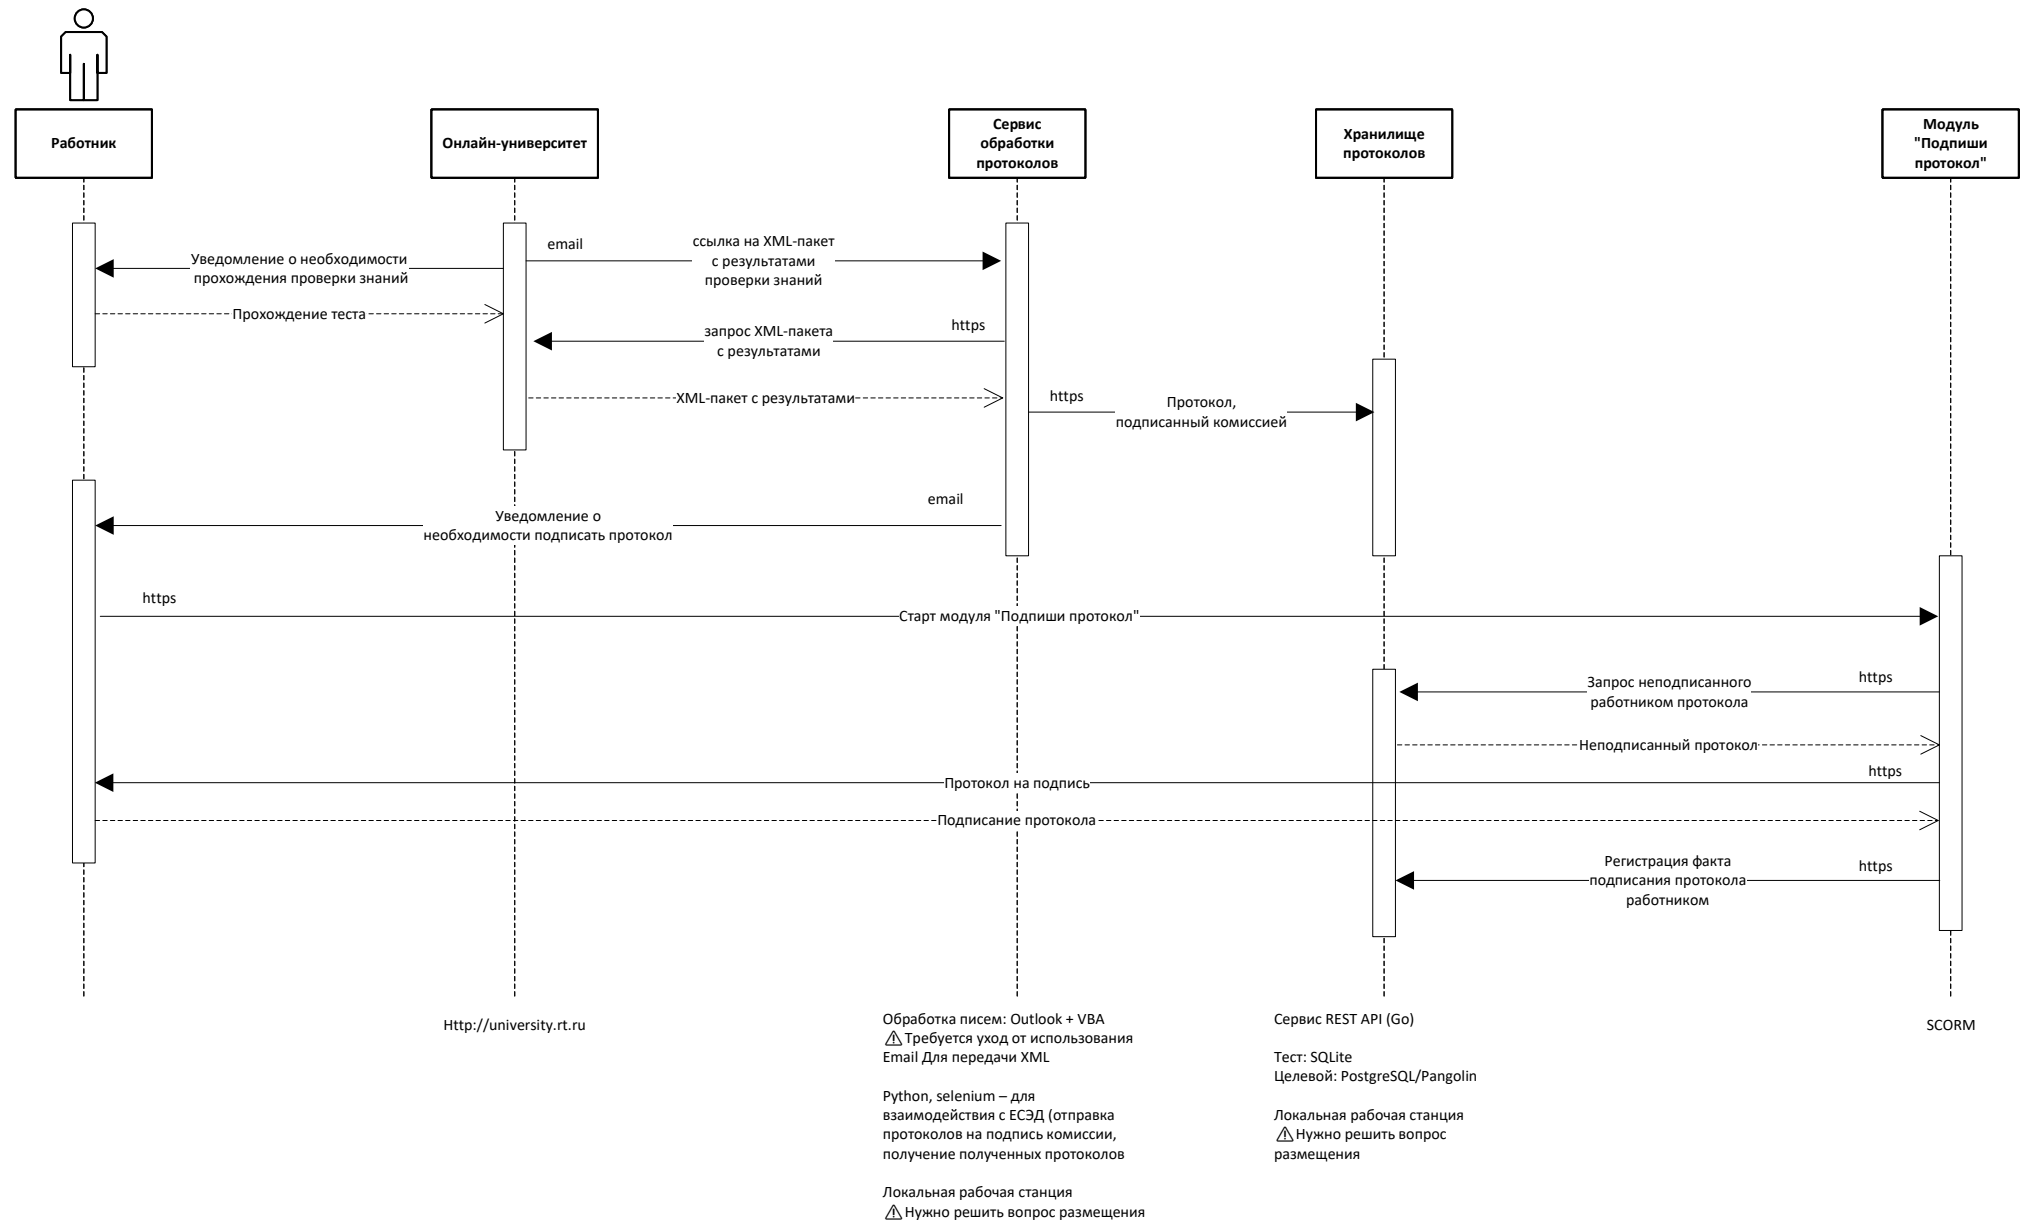 Работник
Онлайн-университет
Сервис
обработки
протоколов
Хранилище
протоколов
Модуль
"Подпиши
протокол"
Уведомление о необходимости
прохождения проверки знаний
email
ссылка на XML-пакет
с результатами
проверки знаний
Прохождение теста
запрос XML-пакета
с результатами
https
XML-пакет с результатами
https
Протокол,
подписанный комиссией
email
Уведомление о
необходимости подписать протокол
https
Старт модуля "Подпиши протокол"
Запрос неподписанного
работником протокола
https
Неподписанный протокол
Протокол на подпись
https
Подписание протокола
Регистрация факта
подписания протокола
работником
https
Http://university.rt.ru
Обработка писем: Outlook + VBA
⚠Требуется уход от использования
Email Для передачи XML
Python, selenium – для
взаимодействия с ЕСЭД (отправка
протоколов на подпись комиссии,
получение полученных протоколов
Локальная рабочая станция
⚠Нужно решить вопрос размещения
Сервис REST API (Go)
Тест: SQLite
Целевой: PostgreSQL/Pangolin
Локальная рабочая станция
⚠Нужно решить вопрос
размещения
SCORM